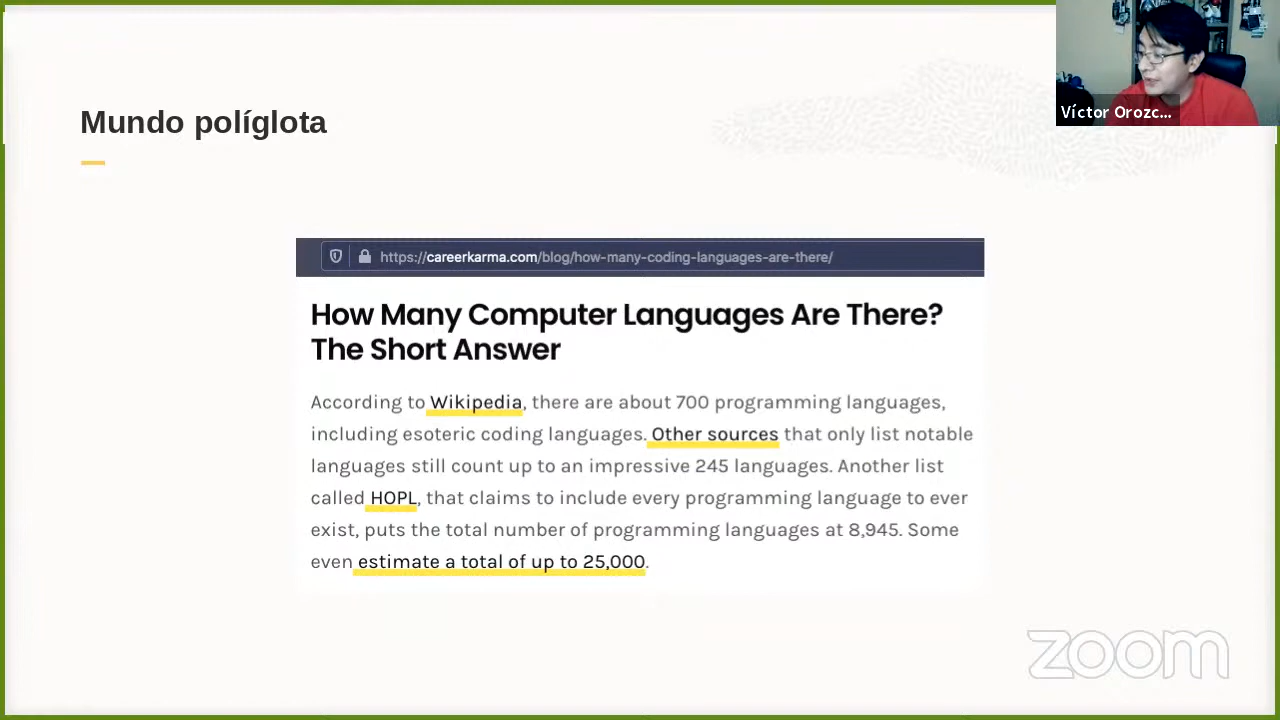 Mundo políglota
Víctor Orozc...
https://careerkarma.com/blog/how-many-coding-languages-are-there/
How Many Computer Languages Are There?
The Short Answer
According to Wikipedia, there are about 700 programming languages,
including esoteric coding languages. Other sources that only list notable
languages still count up to an impressive 245 languages. Another list
called HOPL, that claims to include every programming language to ever
exist, puts the total number of programming languages at 8,945. Some
even estimate a total of up to 25,000.
zoom